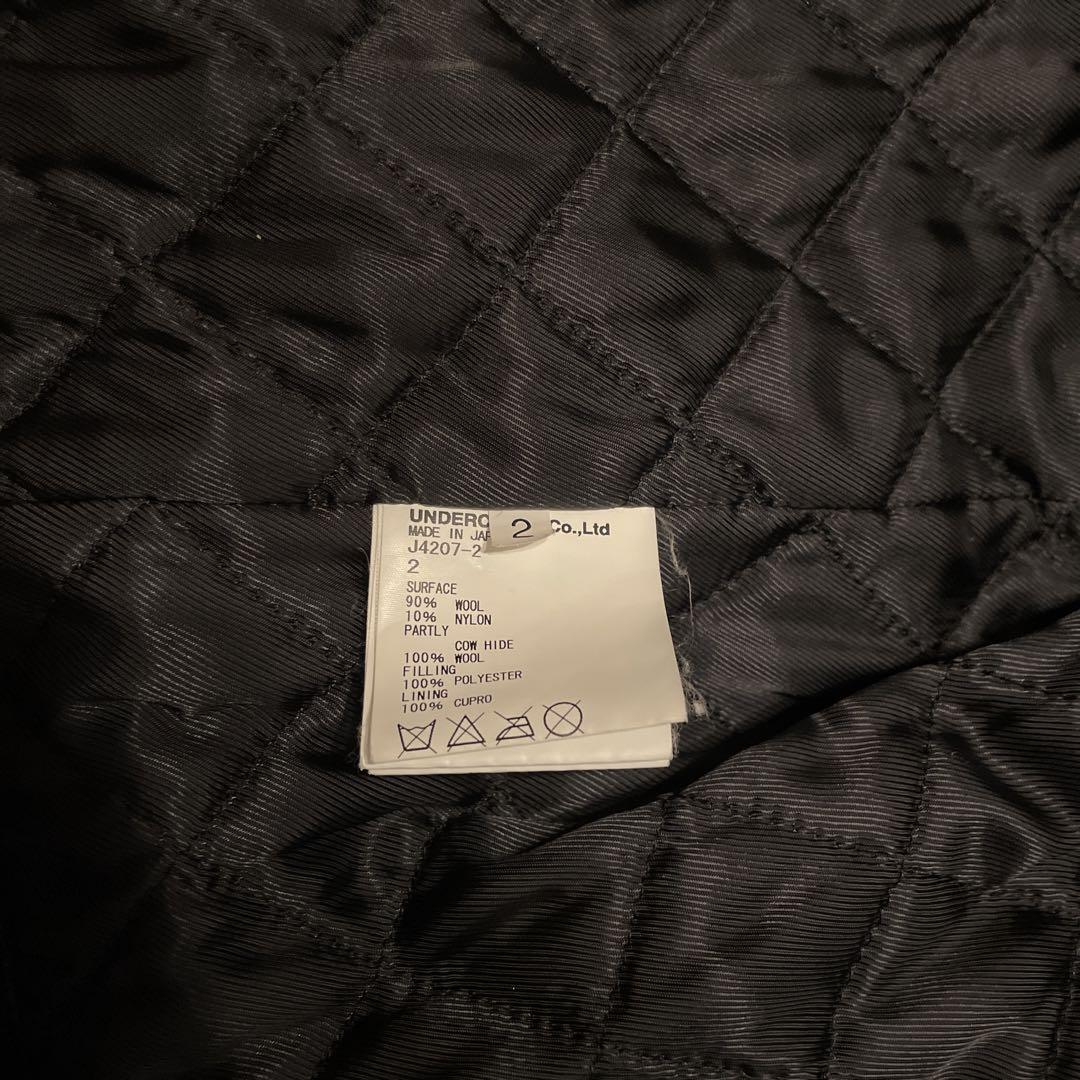 UNDERC Co.,Ltd
MADE IN JAP
2
J4207-2
2
SURFACE
90% WOOL
10% NYLON
PARTLY
COW HIDE
100% WOOL
FILLING
100% POLYESTER
LINING
100% CUPRO